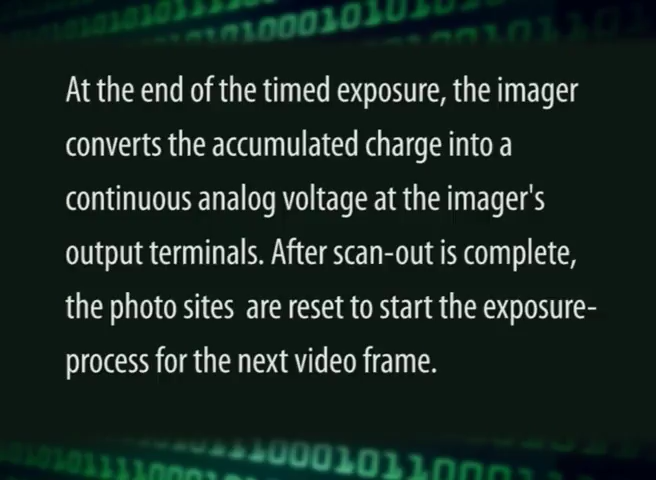 At the end of the timed exposure, the imager
converts the accumulated charge into a
continuous analog voltage at the imager's
output terminals. After scan-out is complete,
the photo sites  are reset to start the exposure-
process for the next video frame.